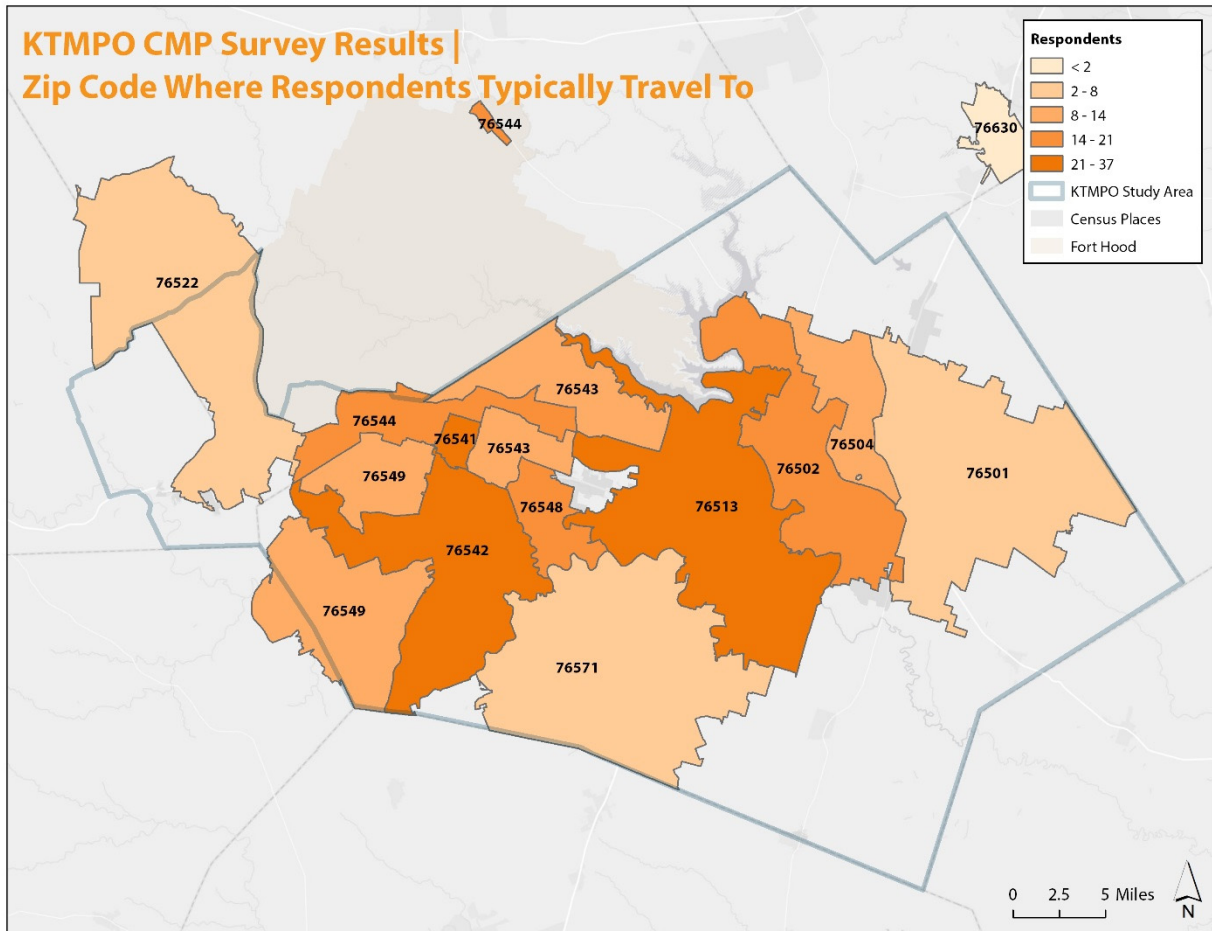 KTMPO CMP Survey Results |
Zip Code Where Respondents Typically Travel To
Respondents
< 2
2 - 8
8 - 14
14 - 21
21 - 37
KTMPO Study Area
Census Places
Fort Hood
76544
76630
76522
76543
76544
76541
76543
76504
76549
76502
76501
76548
76513
76542
76549
76571
0 2.5 5 Miles
N